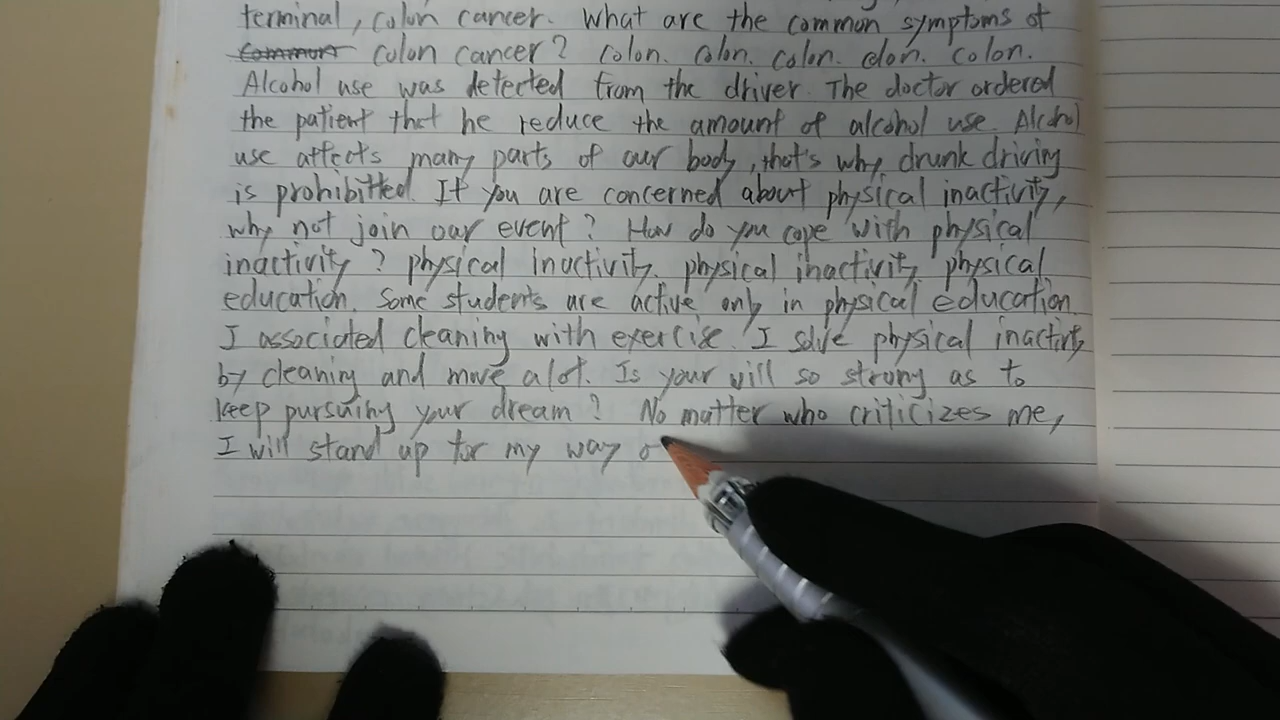 terminal, colon cancer. What are the common symptoms of
common colon cancer? colon. colon. colon. colon. colon.
Alcohol use was detected from the driver. The doctor ordered
the patient that he reduce the amount of alcohol use. Alcohol
use affects many parts of our body, that's why drunk driving
is prohibitted. If you are concerned about physical inactivity,
why not join our event? How do you cope with physical
inactivity? physical inactivity. physical inactivity physical
education. Some students are active only in physical education.
I associated cleaning with exercise. I solve physical inactivity
by cleaning and move a lot. Is your will so strong as to
keep pursuing your dream? No matter who criticizes me,
I will stand up for my way o